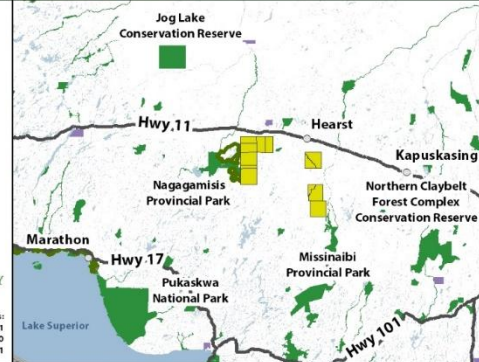 Jog Lake
Conservation Reserve
Hwy 11
Hearst
Kapuskasing
Nagagamisis
Provincial Park
Northern Claybelt
Forest Complex
Conservation Reserve
Marathon
Hwy 17
Missinaibi
Provincial Park
Pukaskwa
National Park
Lake Superior
Hwy 101